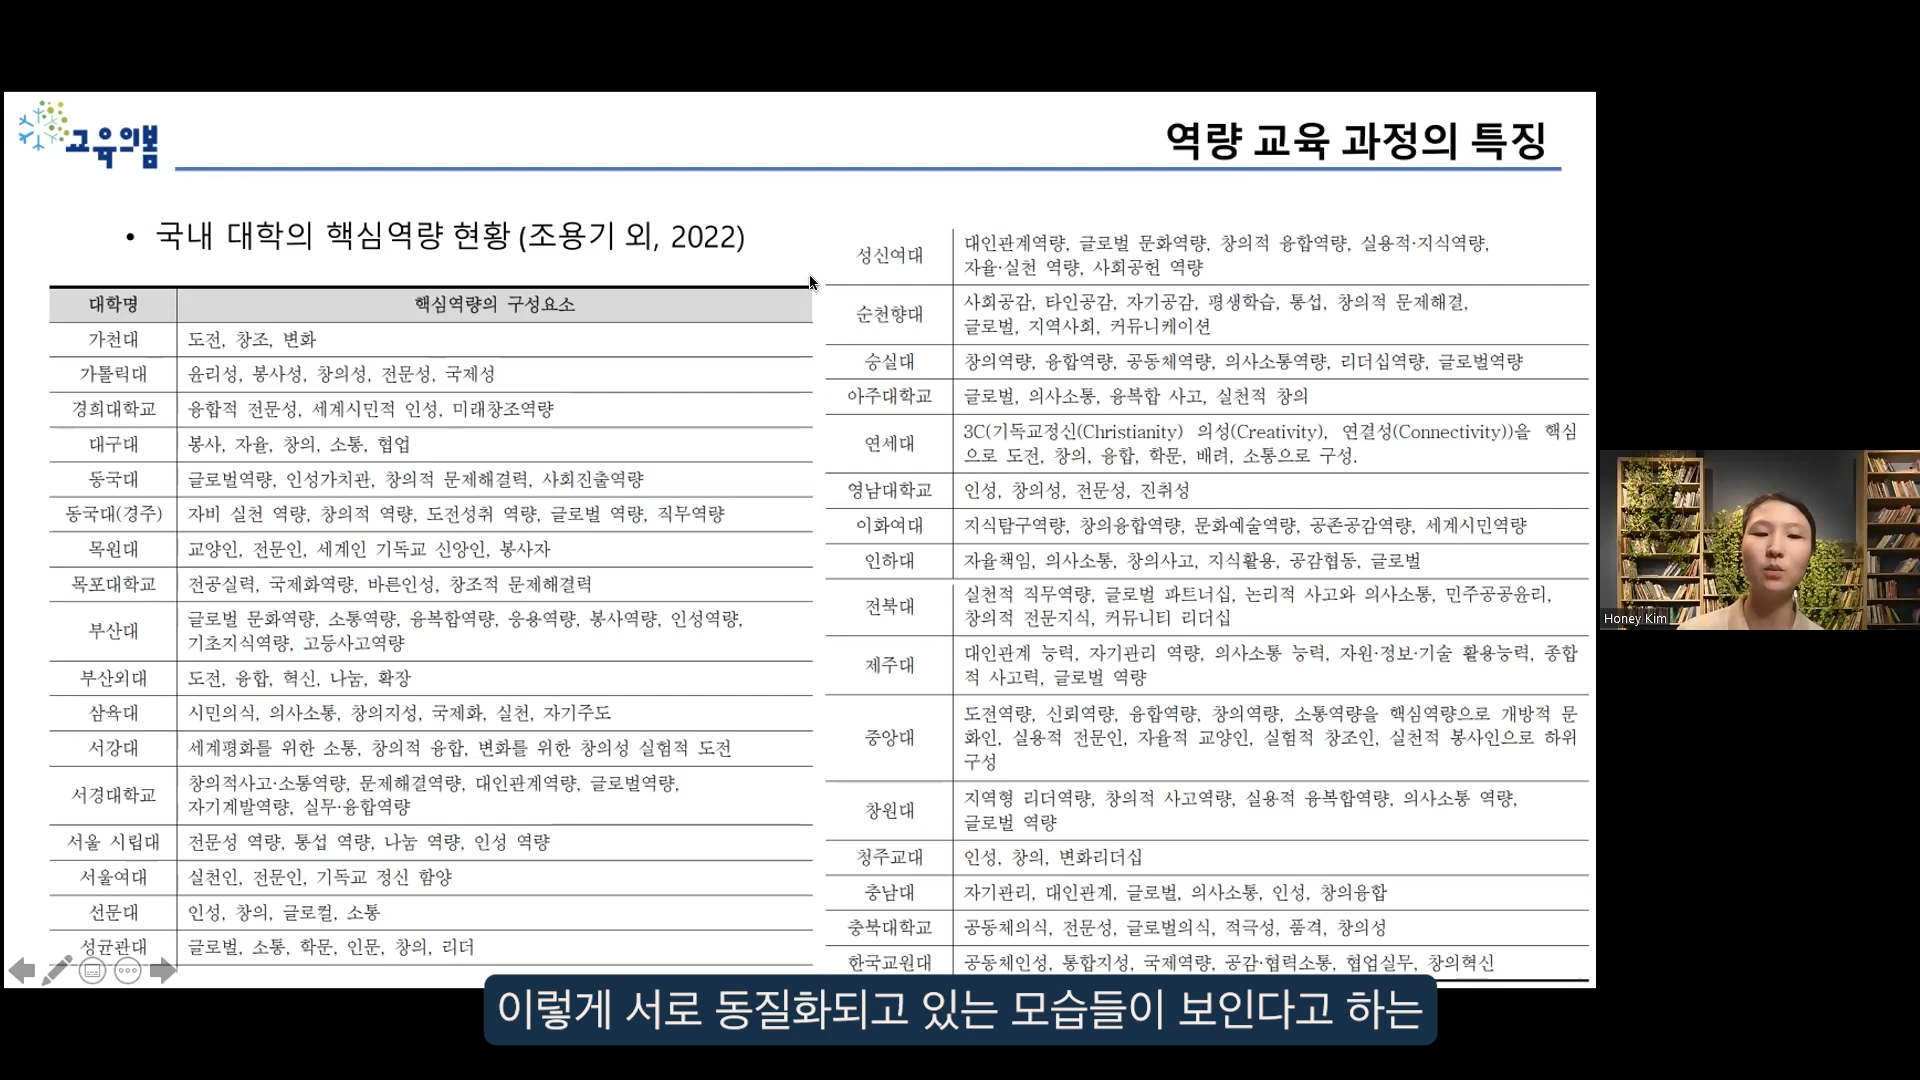 교육의봄
역량 교육 과정의 특징
• 국내 대학의 핵심역량 현황 (조용기 외, 2022)
대학명 핵심역량의 구성요소
가천대 도전, 창조, 변화
가톨릭대 윤리성, 봉사성, 창의성, 전문성, 국제성
경희대학교 융합적 전문성, 세계시민적 인성, 미래창조역량
대구대 봉사, 자율, 창의, 소통, 협업
동국대 글로벌역량, 인성가치관, 창의적 문제해결력, 사회진출역량
동국대(경주) 자비 실천 역량, 창의적 역량, 도전성취 역량, 글로벌 역량, 직무역량
목원대 교양인, 전문인, 세계인 기독교 신앙인, 봉사자
목포대학교 전공실력, 국제화역량, 바른인성, 창조적 문제해결력
부산대 글로벌 문화역량, 소통역량, 융복합역량, 응용역량, 봉사역량, 인성역량,
기초지식역량, 고등사고역량
부산외대 도전, 융합, 혁신, 나눔, 확장
삼육대 시민의식, 의사소통, 창의지성, 국제화, 실천, 자기주도
서강대 세계평화를 위한 소통, 창의적 융합, 변화를 위한 창의성 실험적 도전
서경대학교 창의적사고·소통역량, 문제해결역량, 대인관계역량, 글로벌역량,
자기계발역량, 실무·융합역량
서울 시립대 전문성 역량, 통섭 역량, 나눔 역량, 인성 역량
서울여대 실천인, 전문인, 기독교 정신 함양
선문대 인성, 창의, 글로컬, 소통
성균관대 글로벌, 소통, 학문, 인문, 창의, 리더
성신여대 대인관계역량, 글로벌 문화역량, 창의적 융합역량, 실용적·지식역량,
자율·실천 역량, 사회공헌 역량
순천향대 사회공감, 타인공감, 자기공감, 평생학습, 통섭, 창의적 문제해결,
글로벌, 지역사회, 커뮤니케이션
숭실대 창의역량, 융합역량, 공동체역량, 의사소통역량, 리더십역량, 글로벌역량
아주대학교 글로벌, 의사소통, 융복합 사고, 실천적 창의
연세대 3C(기독교정신(Christianity) 의성(Creativity), 연결성(Connectivity))을 핵심
으로 도전, 창의, 융합, 학문, 배려, 소통으로 구성.
영남대학교 인성, 창의성, 전문성, 진취성
이화여대 지식탐구역량, 창의융합역량, 문화예술역량, 공존공감역량, 세계시민역량
인하대 자율책임, 의사소통, 창의사고, 지식활용, 공감협동, 글로벌
전북대 실천적 직무역량, 글로벌 파트너십, 논리적 사고와 의사소통, 민주공공윤리,
창의적 전문지식, 커뮤니티 리더십
제주대 대인관계 능력, 자기관리 역량, 의사소통 능력, 자원·정보·기술 활용능력, 종합
적 사고력, 글로벌 역량
중앙대 도전역량, 신뢰역량, 융합역량, 창의역량, 소통역량을 핵심역량으로 개방적 문
화인, 실용적 전문인, 자율적 교양인, 실험적 창조인, 실천적 봉사인으로 하위
구성
창원대 지역형 리더역량, 창의적 사고역량, 실용적 융복합역량, 의사소통 역량,
글로벌 역량
청주교대 인성, 창의, 변화리더십
충남대 자기관리, 대인관계, 글로벌, 의사소통, 인성, 창의융합
충북대학교 공동체의식, 전문성, 글로벌의식, 적극성, 품격, 창의성
한국교원대 공동체인성, 통합지성, 국제역량, 공감·협력소통, 협업실무, 창의혁신
Honey Kim
이렇게 서로 동질화되고 있는 모습들이 보인다고 하는